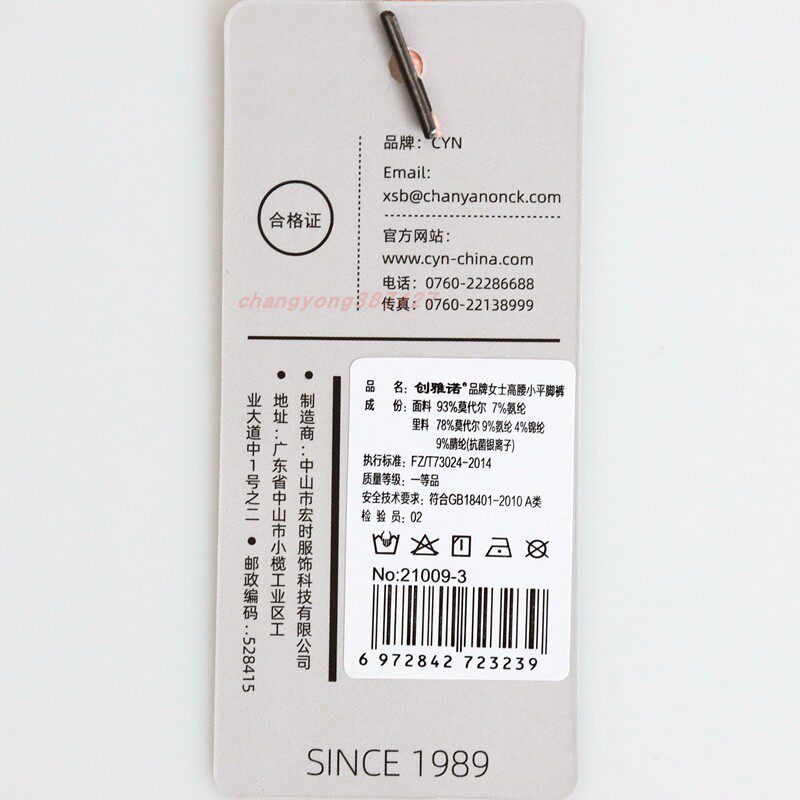 品牌：CYN
Email:
xsb@chanyanonck.com
合格证
官方网站：
www.cyn-china.com
电话：0760-22286688
传真：0760-22138999
changyong387427
制造商：中山市宏时服饰科技有限公司
地址：广东省中山市小榄工业区工
业大道中1号之二 ● 邮政编码：528415
品 名：创雅诺®品牌女士高腰小平脚裤
成 份：面料 93%莫代尔 7%氨纶
里料 78%莫代尔 9%氨纶 4%锦纶
9%腈纶(抗菌银离子)
执行标准：FZ/T73024-2014
质量等级：一等品
安全技术要求：符合GB18401-2010 A类
检 验 员：02
No:21009-3
6 972842 723239
SINCE 1989